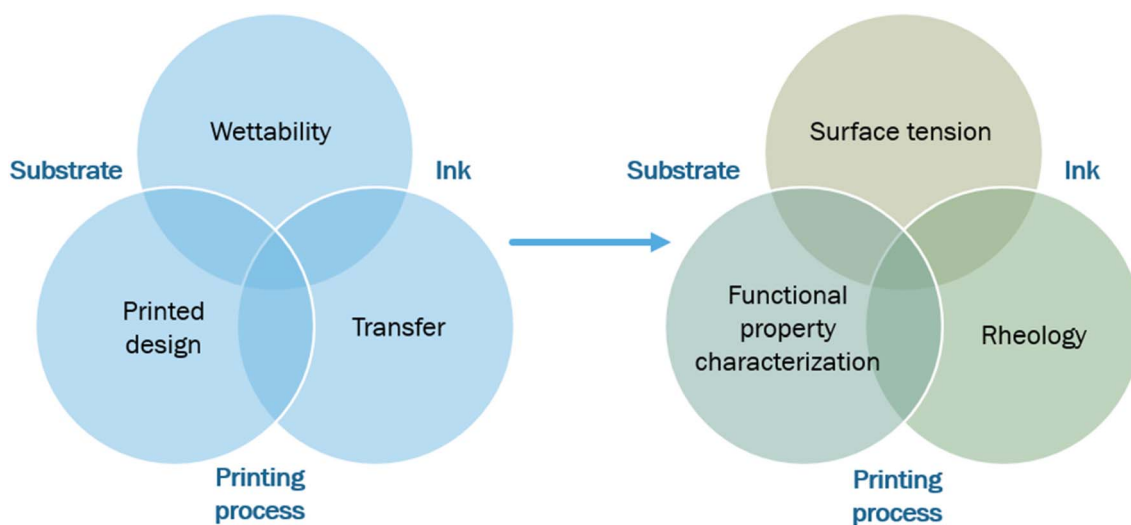 Wettability
Substrate
Ink
Printed
design
Transfer
Printing
process
Surface tension
Substrate
Ink
Functional
property
characterization
Rheology
Printing
process